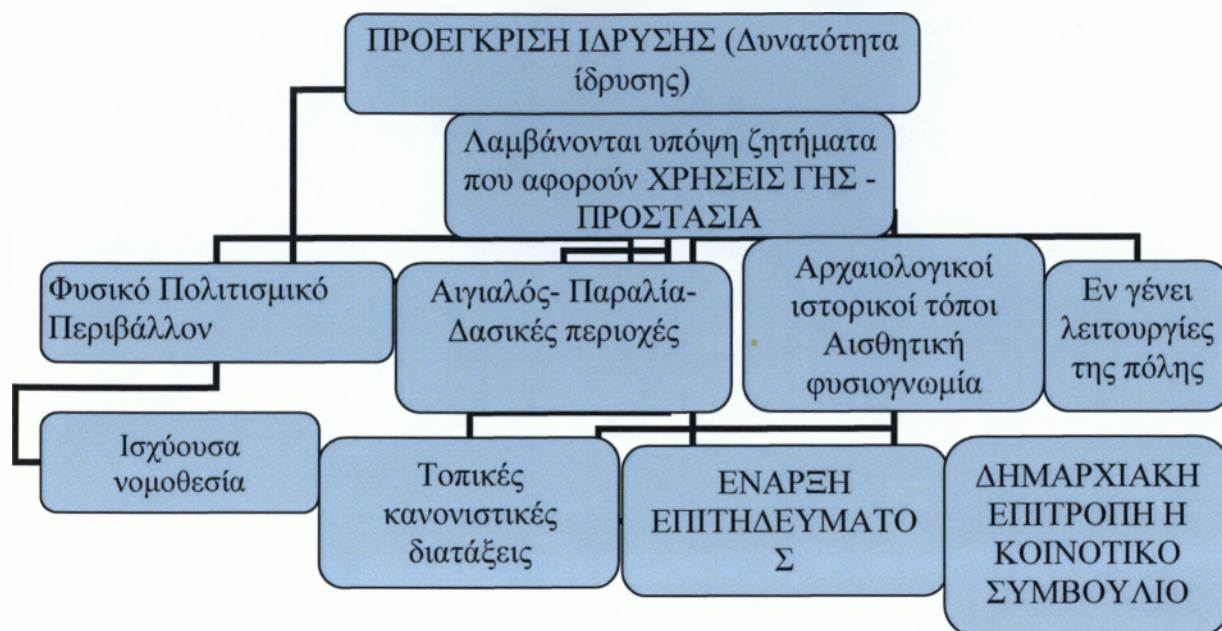 ΠΡΟΕΓΚΡΙΣΗ ΙΔΡΥΣΗΣ (Δυνατότητα
ίδρυσης)
Λαμβάνονται υπόψη ζητήματα
που αφορούν ΧΡΗΣΕΙΣ ΓΗΣ -
ΠΡΟΣΤΑΣΙΑ
Φυσικό Πολιτισμικό
Περιβάλλον
Αιγιαλός- Παραλία-
Δασικές περιοχές
Αρχαιολογικοί
ιστορικοί τόποι
Αισθητική
φυσιογνωμία
Εν γένει
λειτουργίες
της πόλης
Ισχύουσα
νομοθεσία
Τοπικές
κανονιστικές
διατάξεις
ΕΝΑΡΞΗ
ΕΠΙΤΗΔΕΥΜΑΤΟ
Σ
ΔΗΜΑΡΧΙΑΚΗ
ΕΠΙΤΡΟΠΗ Η
ΚΟΙΝΟΤΙΚΟ
ΣΥΜΒΟΥΛΙΟ